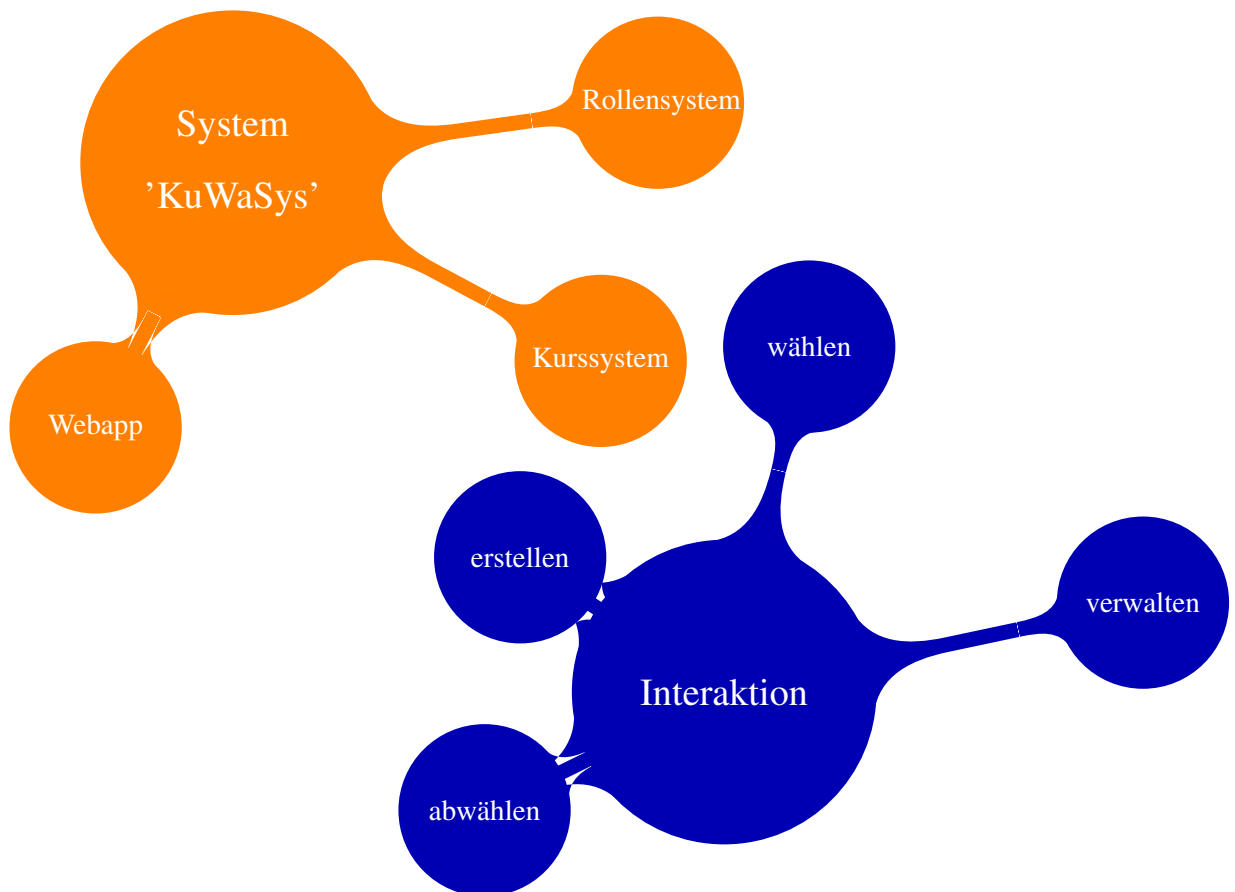 System
’KuWaSys’
Rollensystem
Kurssystem
Webapp
wählen
erstellen
verwalten
Interaktion
abwählen